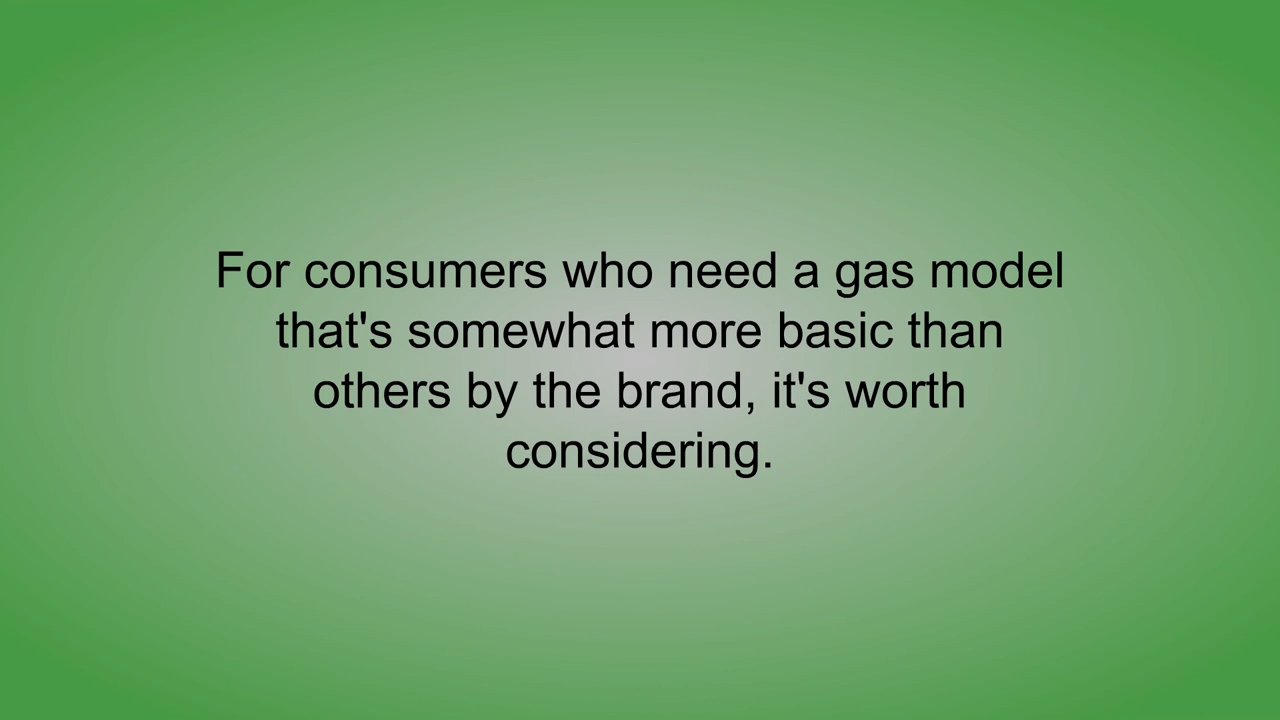 For consumers who need a gas model
that's somewhat more basic than
others by the brand, it's worth
considering.